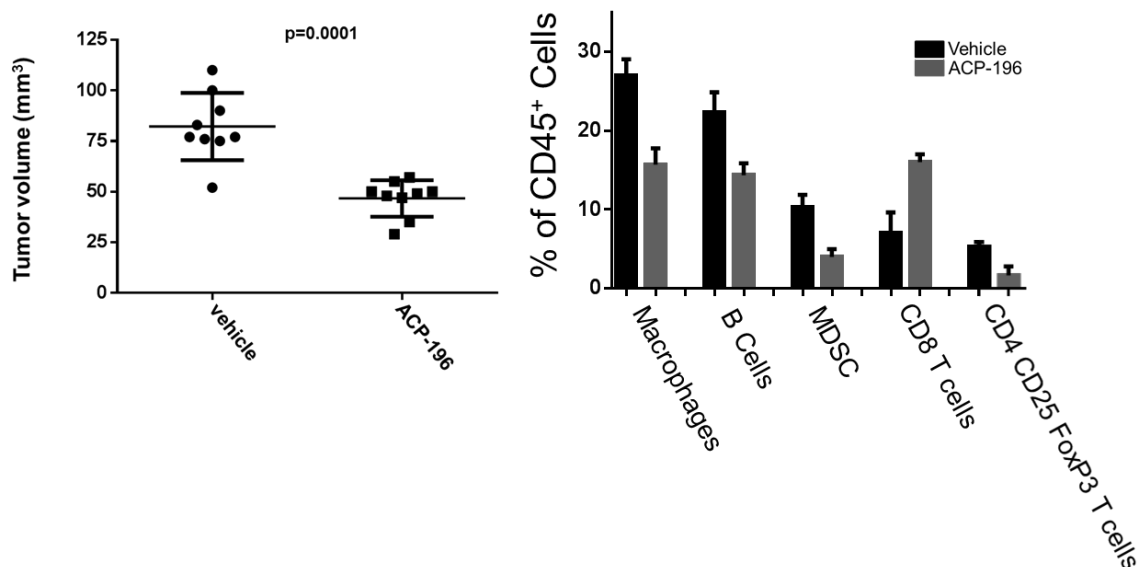 p=0.0001
Tumor volume (mm³)
125
100
75
50
25
0
vehicle
ACP-196
% of CD45⁺ Cells
30
20
10
0
Vehicle
ACP-196
Macrophages
B Cells
MDSC
CD8 T cells
CD4 CD25 FoxP3 T cells